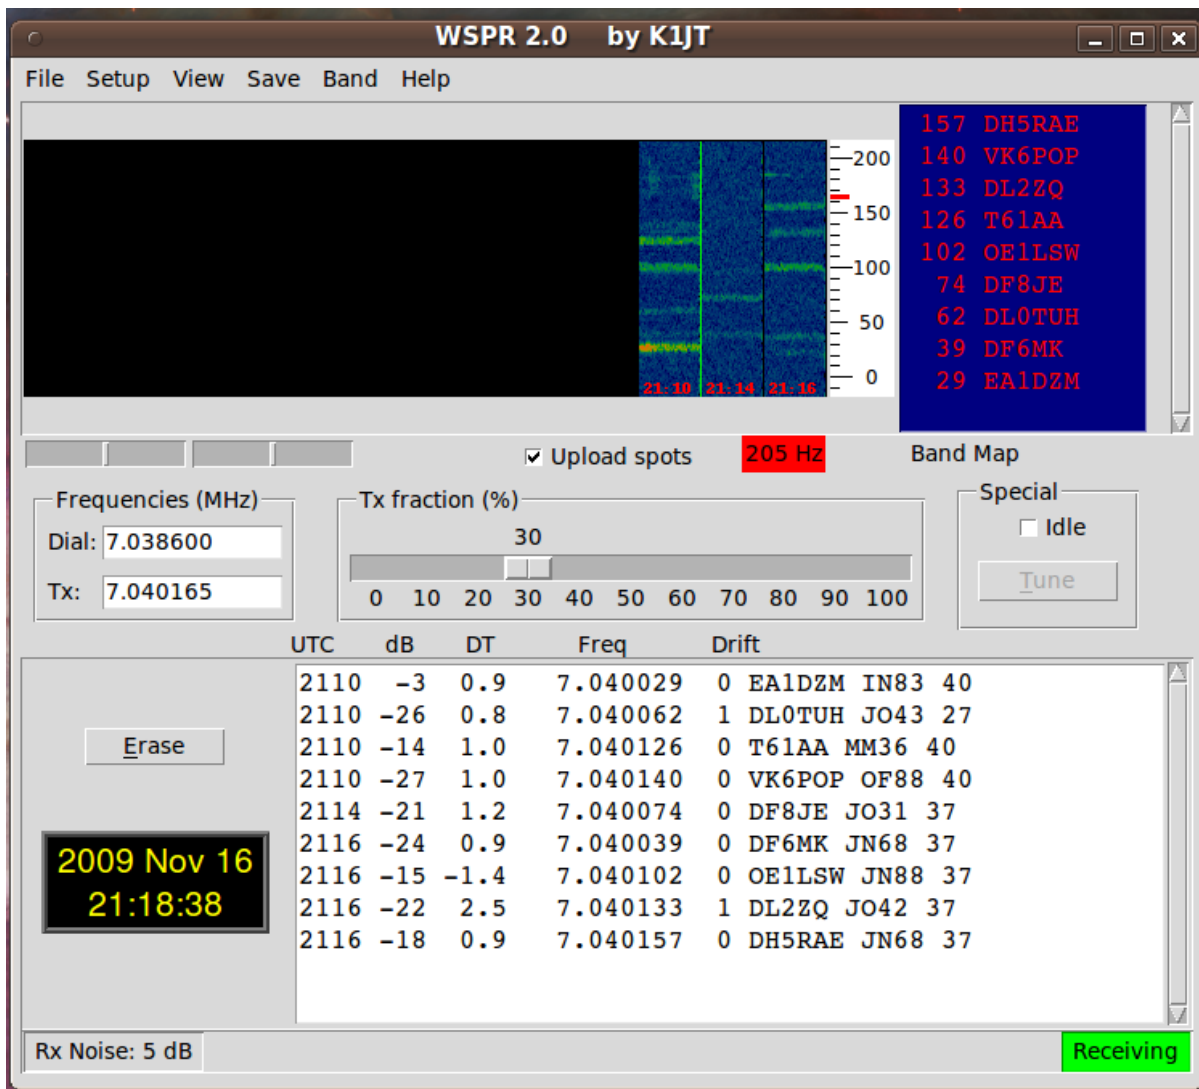 WSPR 2.0 by K1JT
File Setup View Save Band Help
200
150
100
50
0
21:10 21:14 21:16
157 DH5RAE
140 VK6POP
133 DL2ZQ
126 T61AA
102 OE1LSW
74 DF8JE
62 DL0TUH
39 DF6MK
29 EA1DZM
Upload spots 205 Hz Band Map
Frequencies (MHz)
Dial: 7.038600
Tx: 7.040165
Tx fraction (%)
30
0 10 20 30 40 50 60 70 80 90 100
Special
Idle
Tune
UTC dB DT Freq Drift
2110 -3 0.9 7.040029 0 EA1DZM IN83 40
2110 -26 0.8 7.040062 1 DL0TUH JO43 27
2110 -14 1.0 7.040126 0 T61AA MM36 40
2110 -27 1.0 7.040140 0 VK6POP OF88 40
2114 -21 1.2 7.040074 0 DF8JE JO31 37
2116 -24 0.9 7.040039 0 DF6MK JN68 37
2116 -15 -1.4 7.040102 0 OE1LSW JN88 37
2116 -22 2.5 7.040133 1 DL2ZQ JO42 37
2116 -18 0.9 7.040157 0 DH5RAE JN68 37
Erase
2009 Nov 16
21:18:38
Rx Noise: 5 dB
Receiving